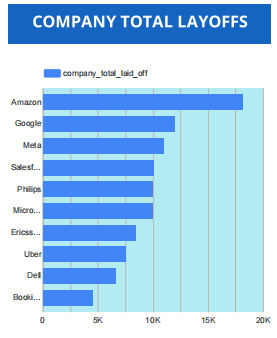 COMPANY TOTAL LAYOFFS
company_total_laid_off
Amazon
Google
Meta
Salesf...
Philips
Micro...
Ericss...
Uber
Dell
Booki...
0 5K 10K 15K 20K